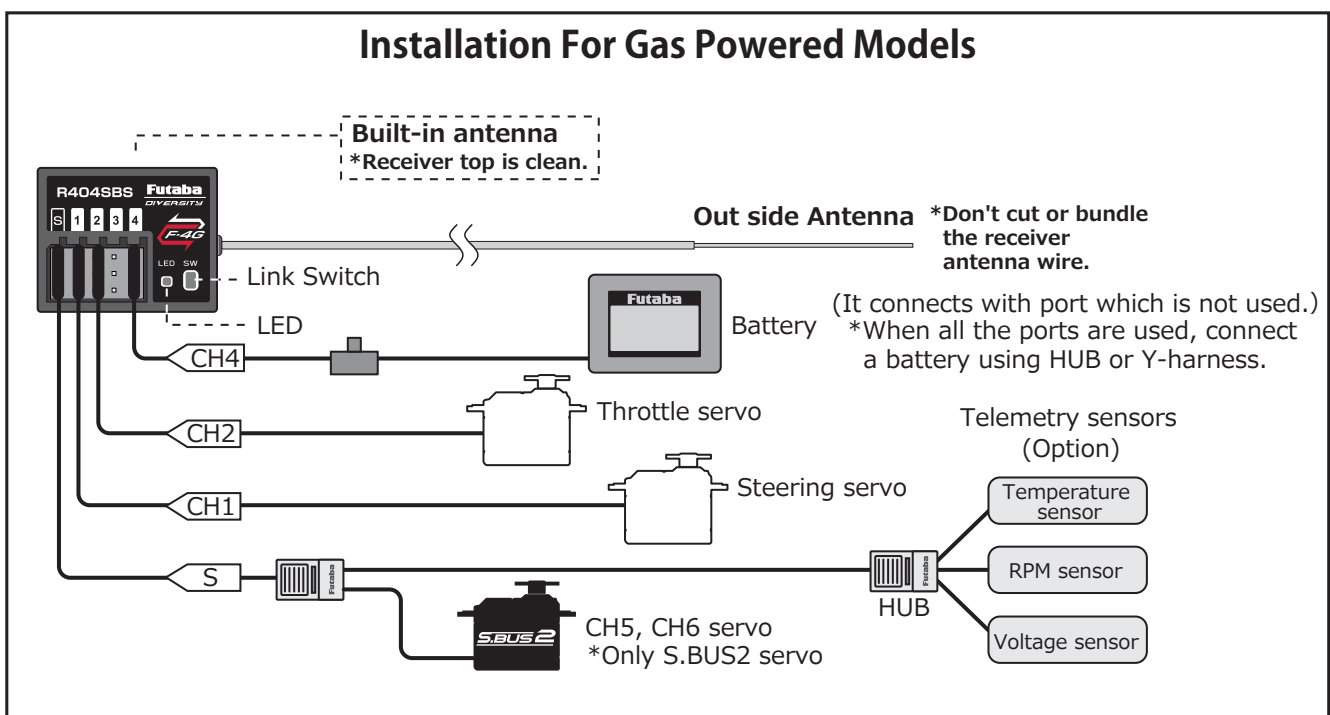 Installation For Gas Powered Models
Built-in antenna
*Receiver top is clean.
R404SBS Futaba
DIVERSITY
S 1 2 3 4
F-4G
LED SW
Out side Antenna
*Don't cut or bundle
the receiver
antenna wire.
Link Switch
LED
Futaba
Battery
(It connects with port which is not used.)
*When all the ports are used, connect
a battery using HUB or Y-harness.
CH4
Throttle servo
CH2
Steering servo
CH1
Telemetry sensors
(Option)
Temperature
sensor
RPM sensor
Voltage sensor
S
Futaba
Futaba
HUB
S.BUS2
CH5, CH6 servo
*Only S.BUS2 servo